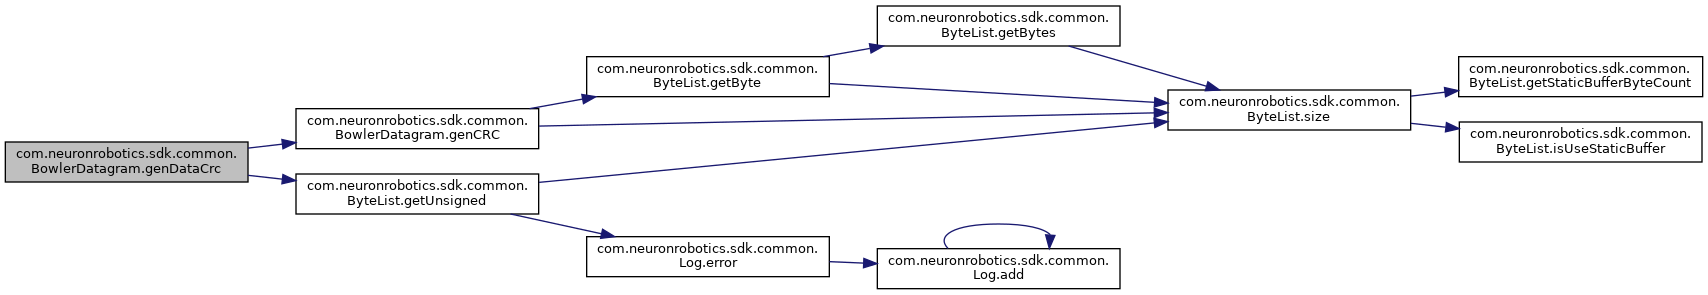 com.neuronrobotics.sdk.common.
BowlerDatagram.genDataCrc
com.neuronrobotics.sdk.common.
BowlerDatagram.genCRC
com.neuronrobotics.sdk.common.
ByteList.getByte
com.neuronrobotics.sdk.common.
ByteList.getBytes
com.neuronrobotics.sdk.common.
ByteList.size
com.neuronrobotics.sdk.common.
ByteList.getStaticBufferByteCount
com.neuronrobotics.sdk.common.
ByteList.isUseStaticBuffer
com.neuronrobotics.sdk.common.
ByteList.getUnsigned
com.neuronrobotics.sdk.common.
Log.error
com.neuronrobotics.sdk.common.
Log.add